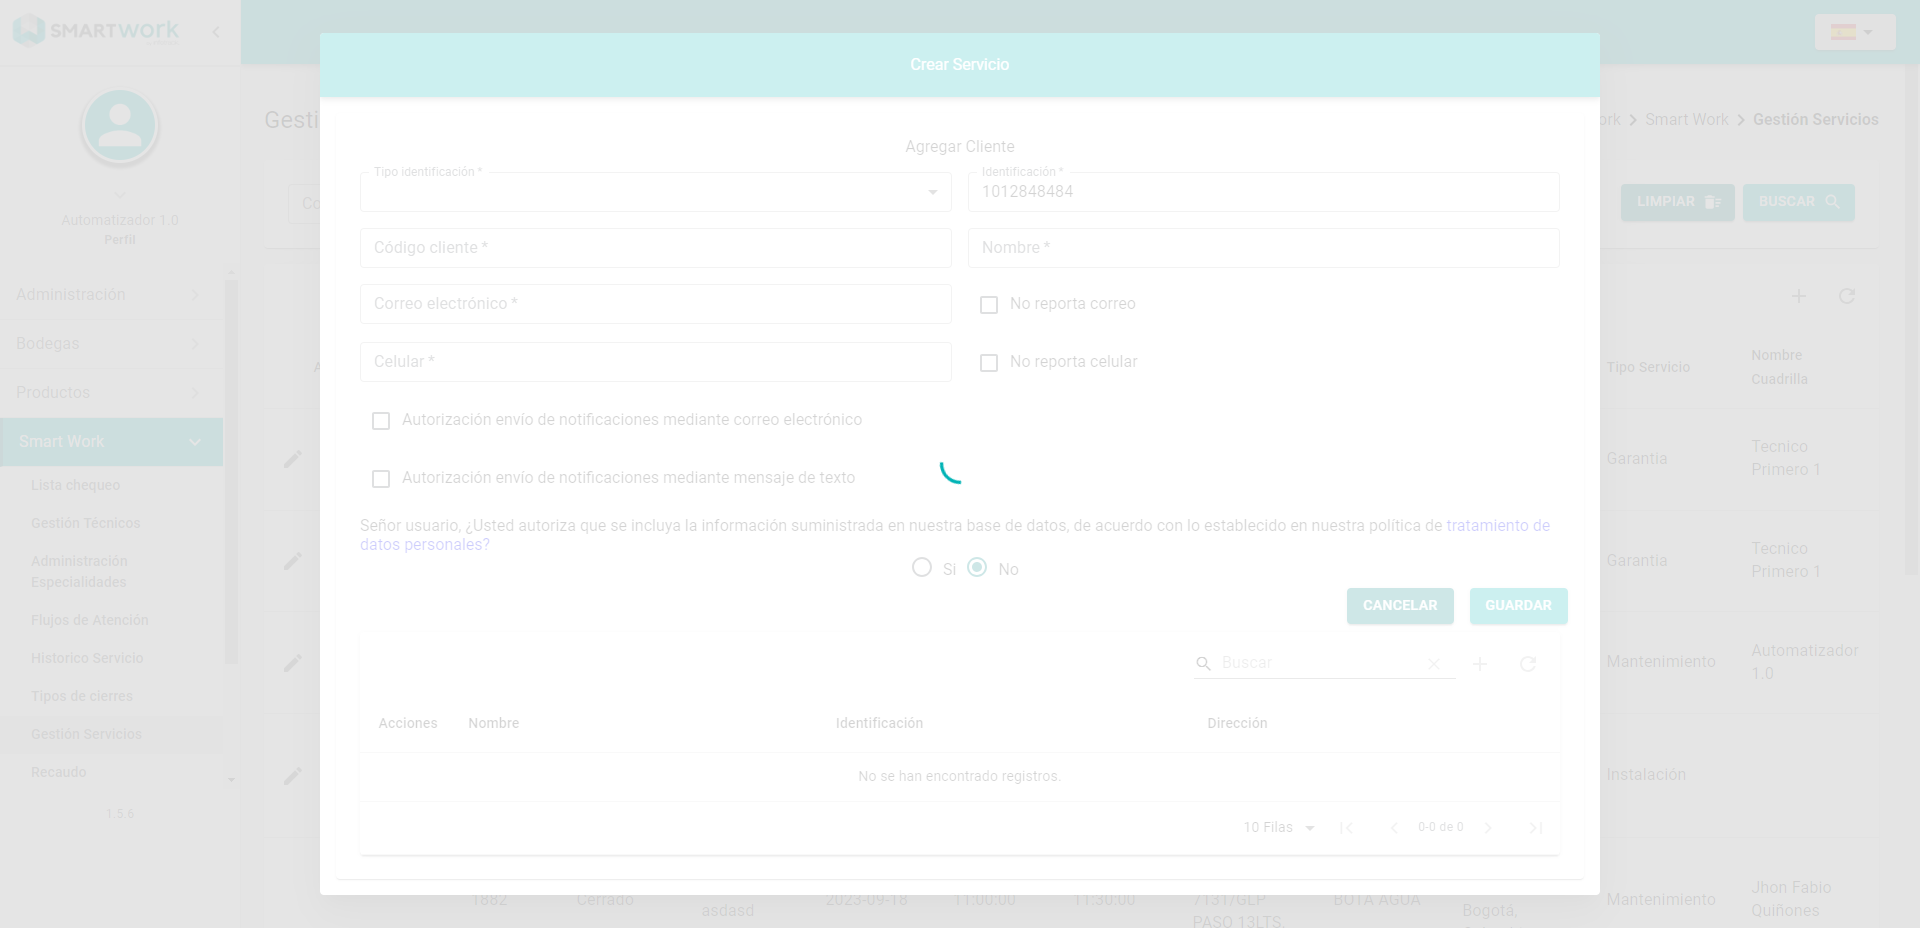 SMARTWORK
Crear Servicio
Gesti
ork > Smart Work > Gestión Servicios
Automatizador 1.0
Perfil
Co
LIMPIAR
BUSCAR
Administración
Bodegas
Productos
Smart Work
Lista chequeo
Gestión Técnicos
Administración
Especialidades
Flujos de Atención
Historico Servicio
Tipos de cierres
Gestión Servicios
Recaudo
1.5.6
Agregar Cliente
Tipo identificación *
Identificación *
1012848484
Código cliente *
Nombre *
Correo electrónico *
No reporta correo
Celular *
No reporta celular
Autorización envío de notificaciones mediante correo electrónico
Autorización envío de notificaciones mediante mensaje de texto
Señor usuario, ¿Usted autoriza que se incluya la información suministrada en nuestra base de datos, de acuerdo con lo establecido en nuestra política de tratamiento de
datos personales?
Si
No
CANCELAR
GUARDAR
Buscar
Acciones
Nombre
Identificación
Dirección
No se han encontrado registros.
10 Filas
0-0 de 0
A
Tipo Servicio
Nombre
Cuadrilla
Garantía
Tecnico
Primero 1
Garantía
Tecnico
Primero 1
Mantenimiento
Automatizador
1.0
Instalación
1882
Cerrado
asdasd
2023-09-18
11:00:00
11:30:00
7131/GLP
PASO 13LTS.
BOTA AGUA
Bogotá,
Mantenimiento
Jhon Fabio
Quiñones